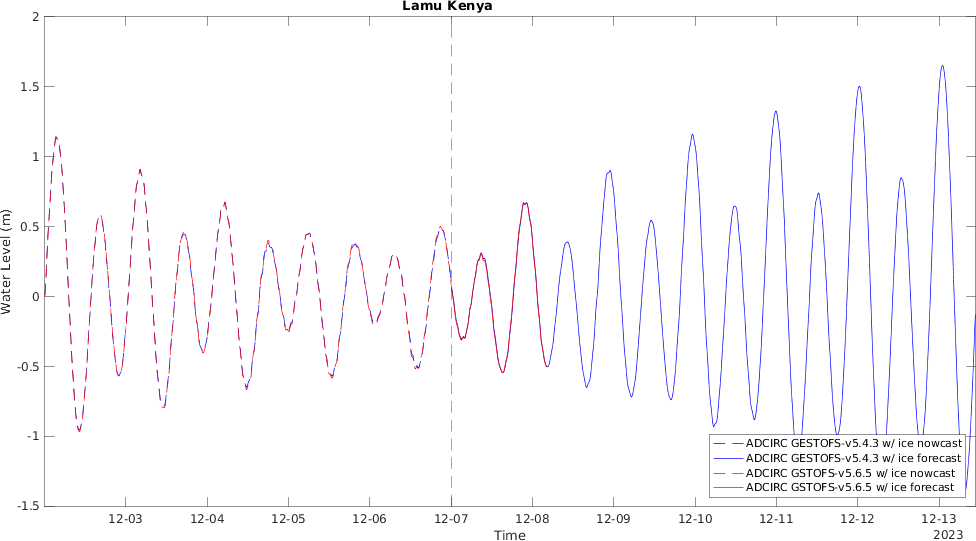 Lamu Kenya
2
1.5
1
0.5
0
-0.5
-1
-1.5
Water Level (m)
12-03 12-04 12-05 12-06 12-07 12-08 12-09 12-10 12-11 12-12 12-13
Time
2023
ADCIRC GESTOFS-v5.4.3 w/ ice nowcast
ADCIRC GESTOFS-v5.4.3 w/ ice forecast
ADCIRC GSTOFS-v5.6.5 w/ ice nowcast
ADCIRC GSTOFS-v5.6.5 w/ ice forecast